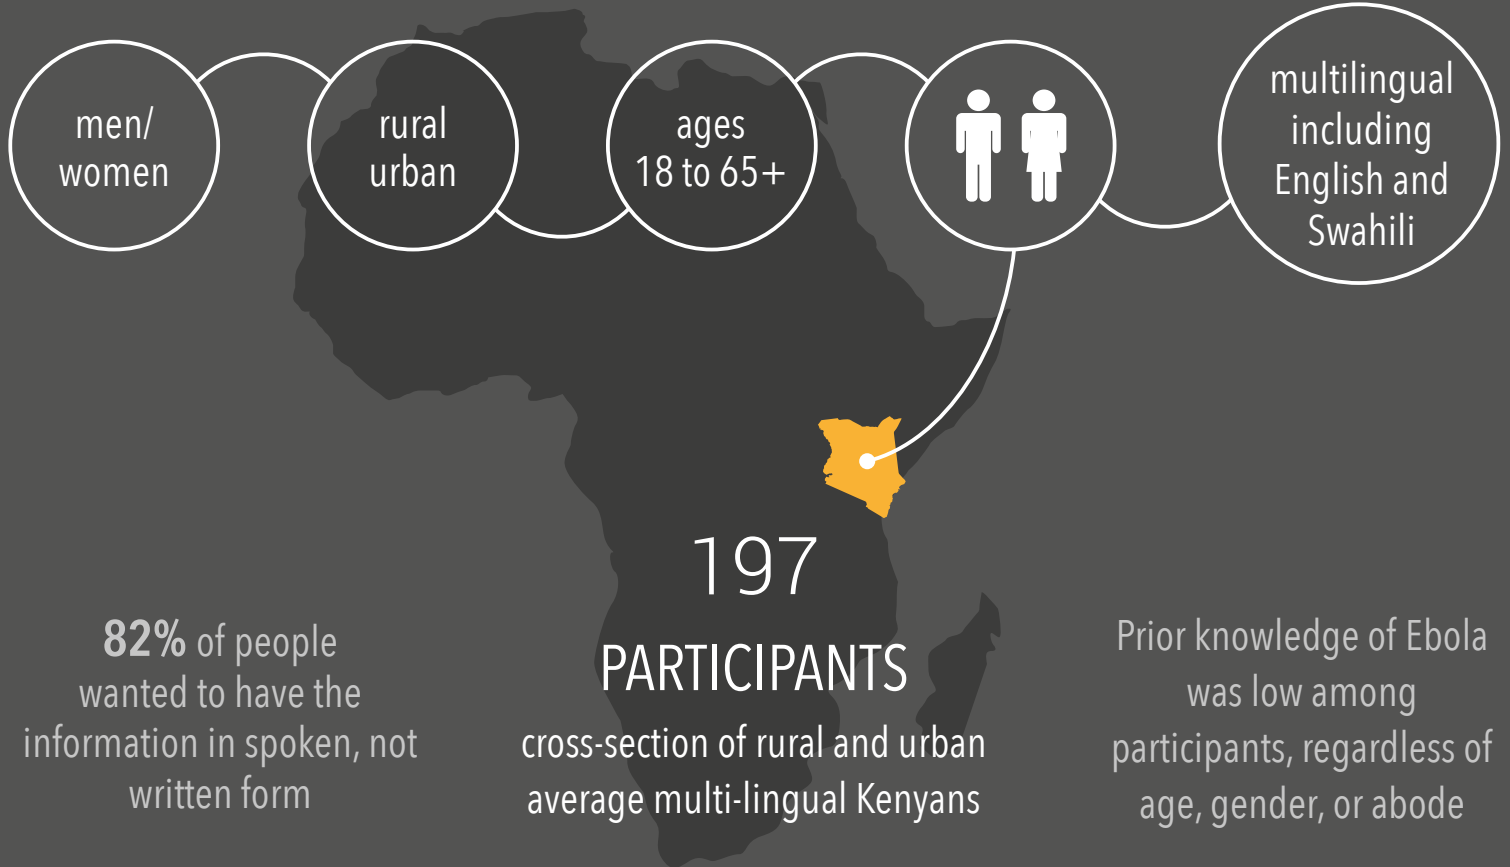 men/
women
rural
urban
ages
18 to 65+
multilingual
including
English and
Swahili
197
PARTICIPANTS
cross-section of rural and urban
average multi-lingual Kenyans
82% of people
wanted to have the
information in spoken, not
written form
Prior knowledge of Ebola
was low among
participants, regardless of
age, gender, or abode